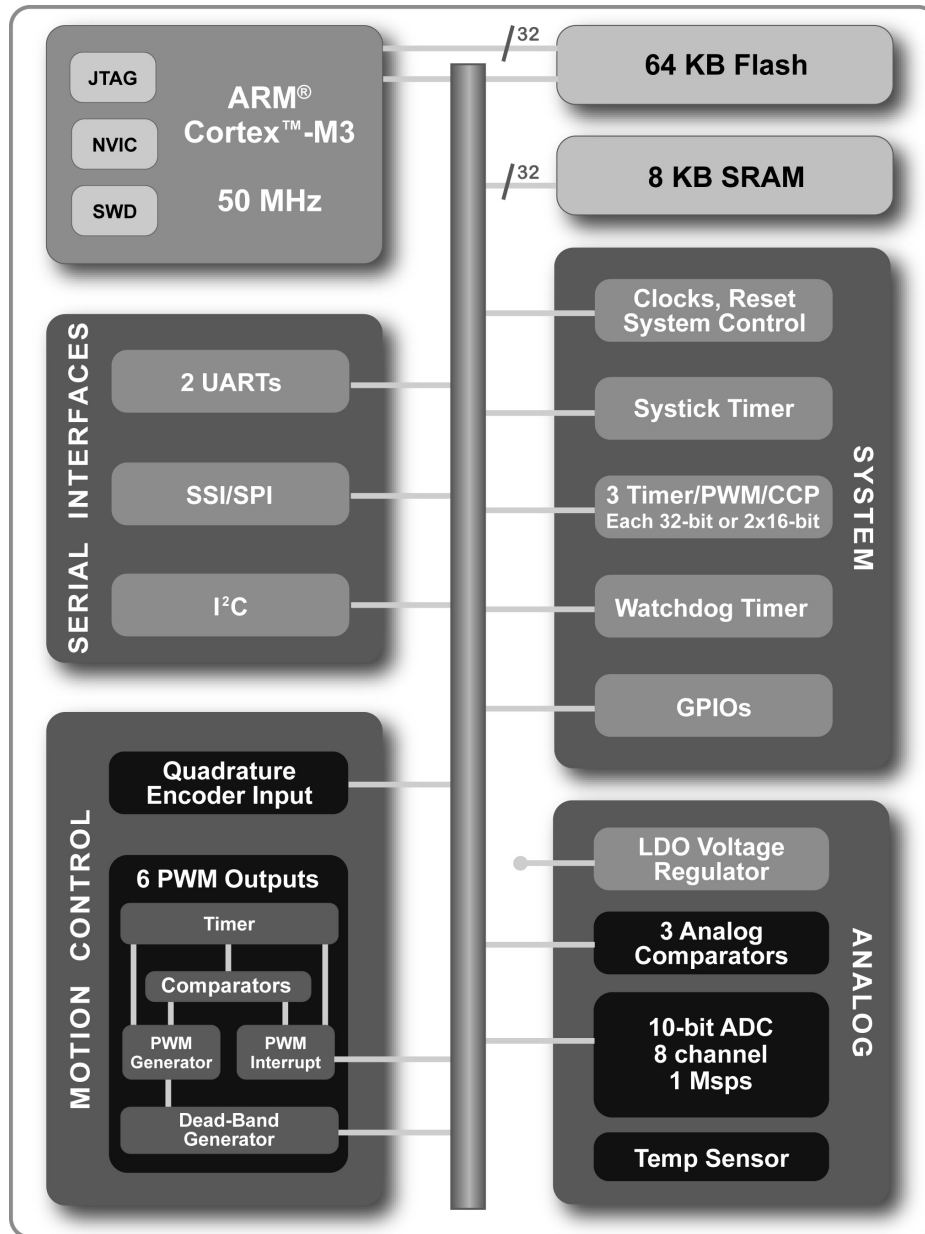 JTAG
NVIC
SWD
ARM®
Cortex™-M3
50 MHz
32
64 KB Flash
32
8 KB SRAM
SERIAL INTERFACES
2 UARTs
SSI/SPI
I²C
SYSTEM
Clocks, Reset
System Control
Systick Timer
3 Timer/PWM/CCP
Each 32-bit or 2x16-bit
Watchdog Timer
GPIOs
MOTION CONTROL
Quadrature
Encoder Input
6 PWM Outputs
Timer
Comparators
PWM
Generator
PWM
Interrupt
Dead-Band
Generator
ANALOG
LDO Voltage
Regulator
3 Analog
Comparators
10-bit ADC
8 channel
1 Msps
Temp Sensor